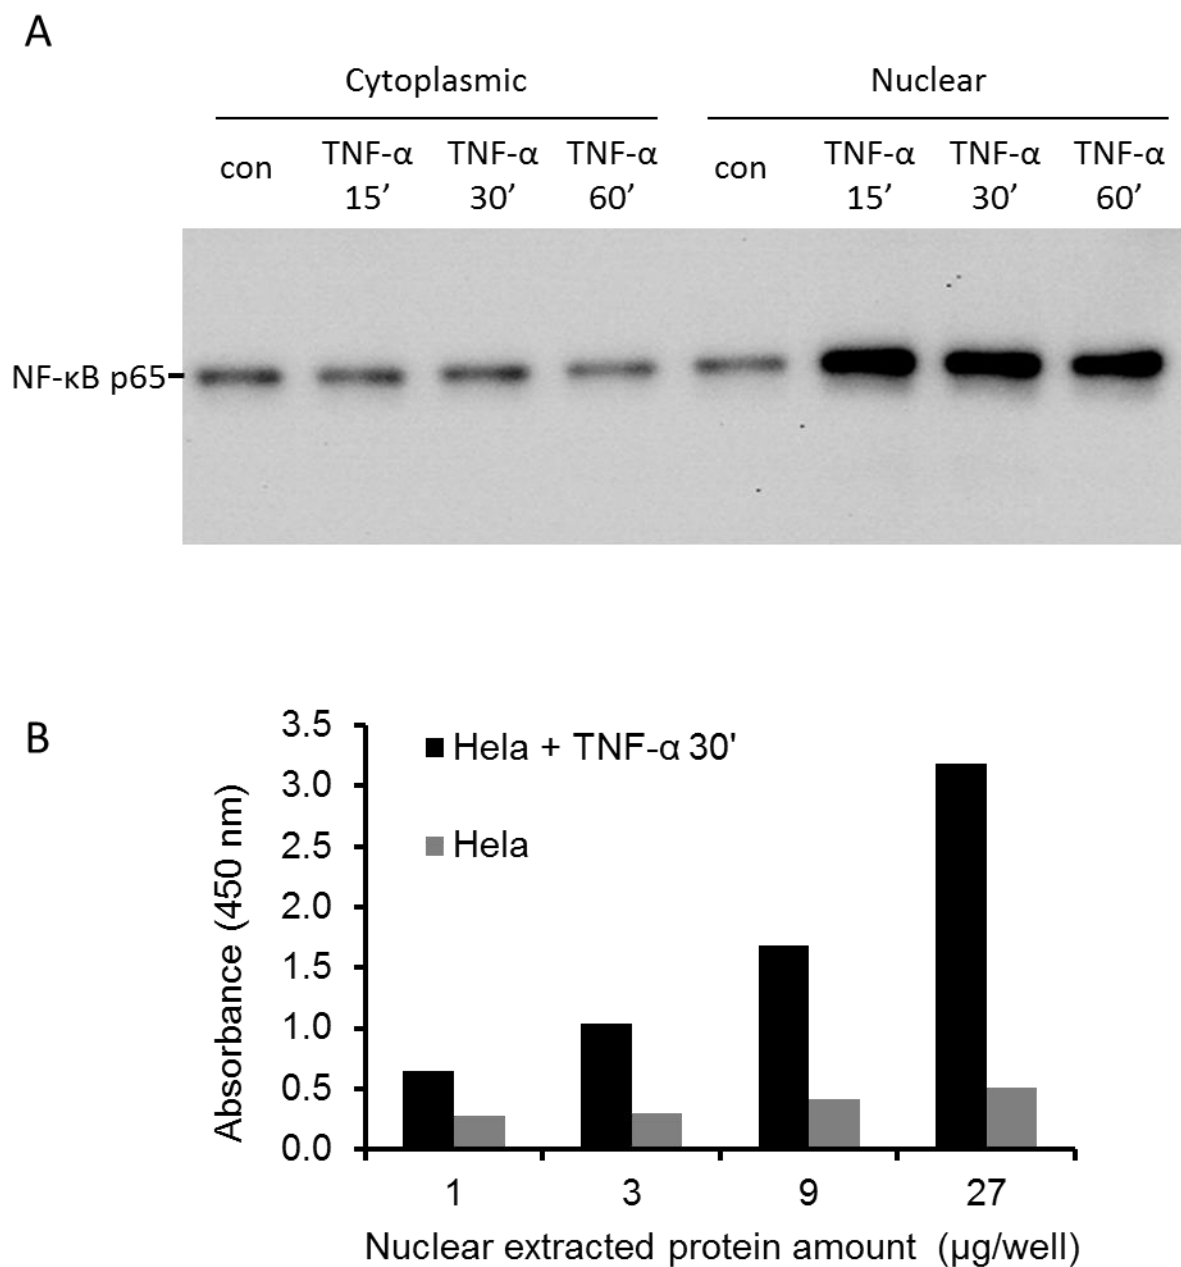 A
Cytoplasmic Nuclear
con TNF-α 15' TNF-α 30' TNF-α 60' con TNF-α 15' TNF-α 30' TNF-α 60'
NF-κB p65
B
Hela + TNF-α 30'
Hela
Absorbance (450 nm)
3.5
3.0
2.5
2.0
1.5
1.0
0.5
0.0
1 3 9 27
Nuclear extracted protein amount (µg/well)